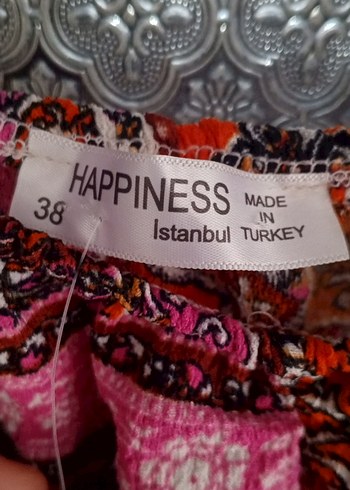 HAPPINESS
Istanbul
38
MADE
IN
TURKEY